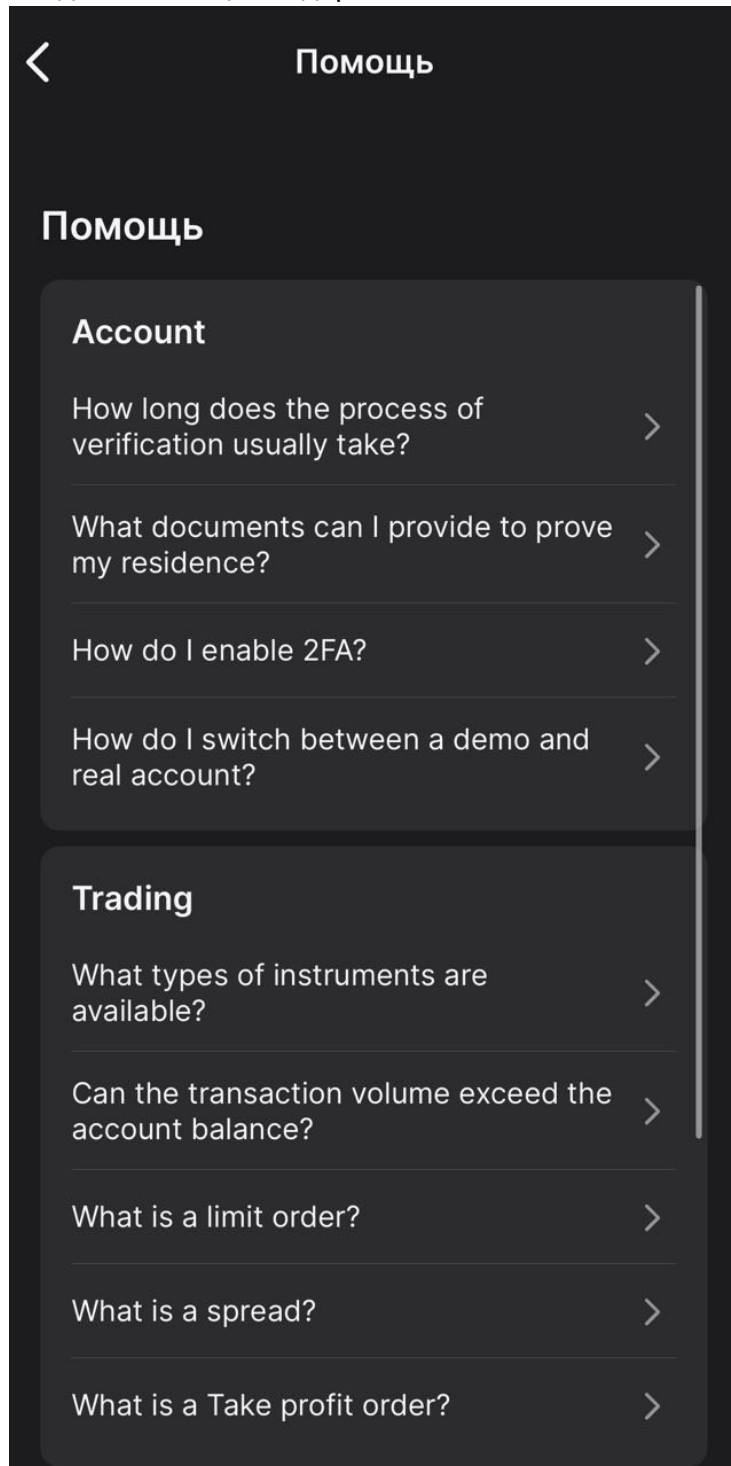 Помощь
Помощь
Account
How long does the process of
verification usually take?
What documents can I provide to prove
my residence?
How do I enable 2FA?
How do I switch between a demo and
real account?
Trading
What types of instruments are
available?
Can the transaction volume exceed the
account balance?
What is a limit order?
What is a spread?
What is a Take profit order?